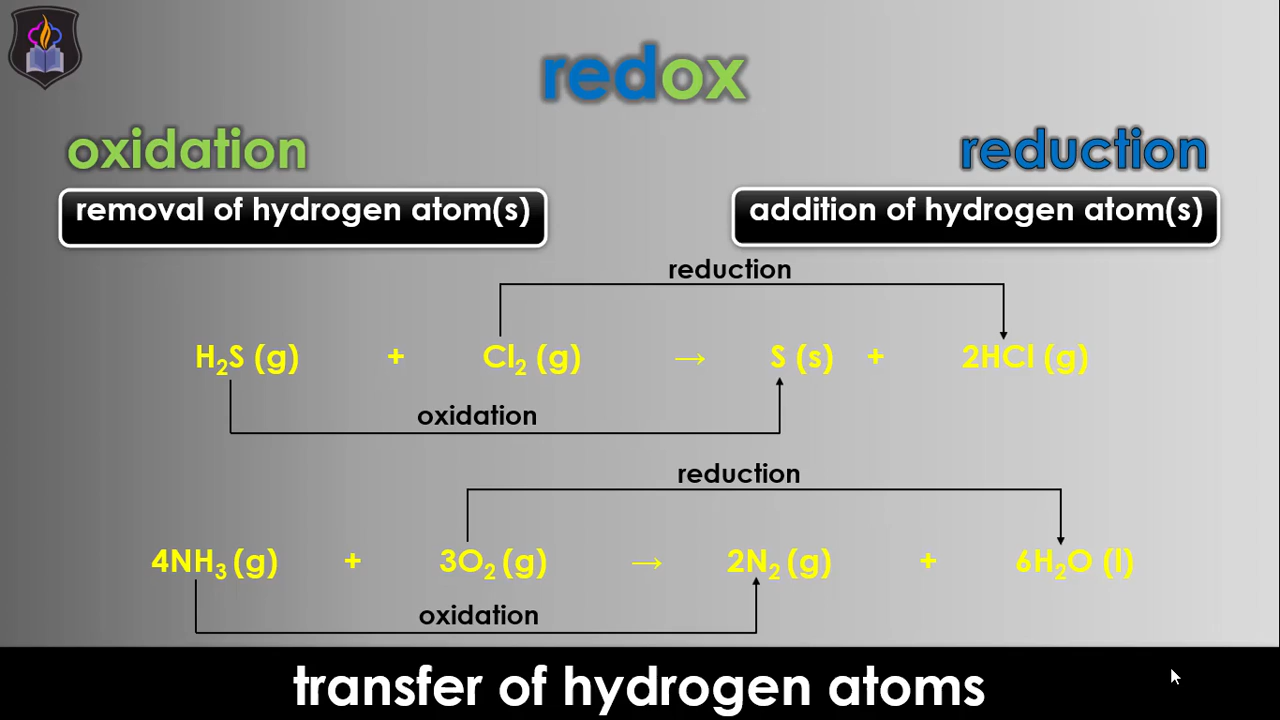 redox
oxidation
reduction
removal of hydrogen atom(s)
addition of hydrogen atom(s)
reduction
H₂S (g) + Cl₂ (g) → S (s) + 2HCl (g)
oxidation
reduction
4NH₃ (g) + 3O₂ (g) → 2N₂ (g) + 6H₂O (l)
oxidation
transfer of hydrogen atoms